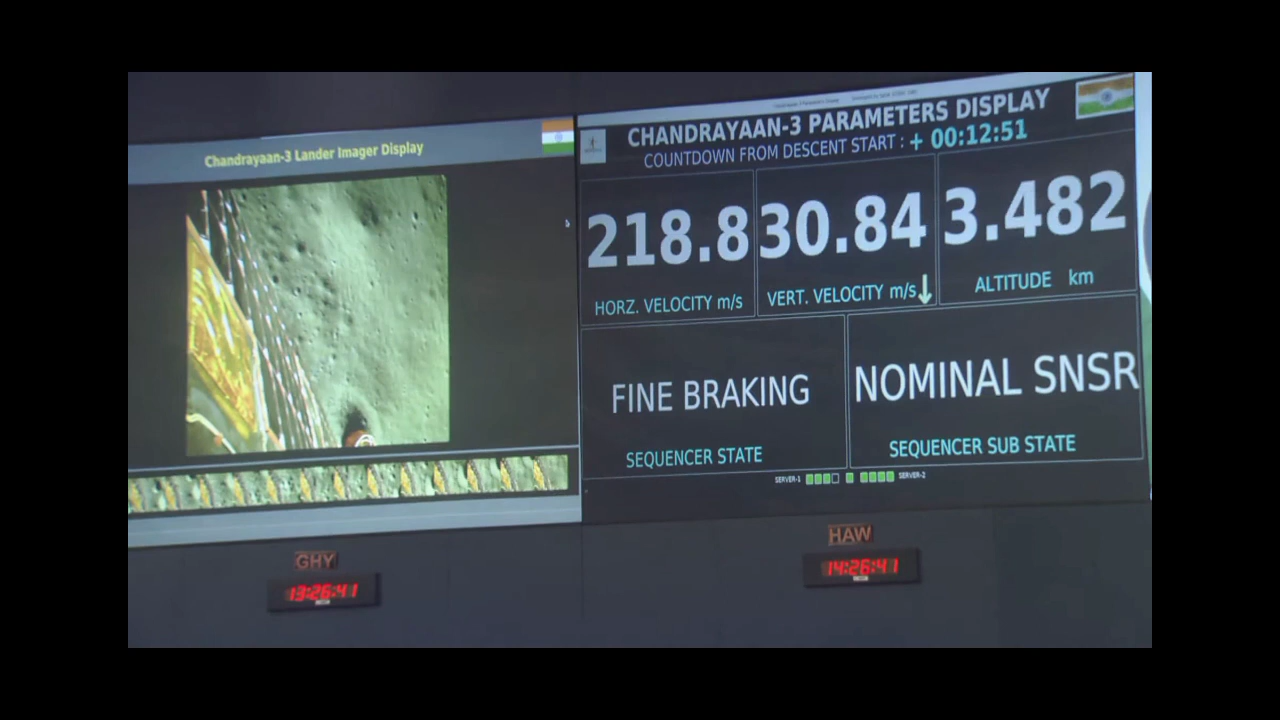 Chandrayaan-3 Lander Imager Display
CHANDRAYAAN-3 PARAMETERS DISPLAY
COUNTDOWN FROM DESCENT START : + 00:12:51
218.8
HORZ. VELOCITY m/s
30.84
VERT. VELOCITY m/s
3.482
ALTITUDE km
FINE BRAKING
SEQUENCER STATE
NOMINAL SNSR
SEQUENCER SUB STATE
SERVER-1
SERVER-2
GHY
13:26:41
HAW
14:26:41